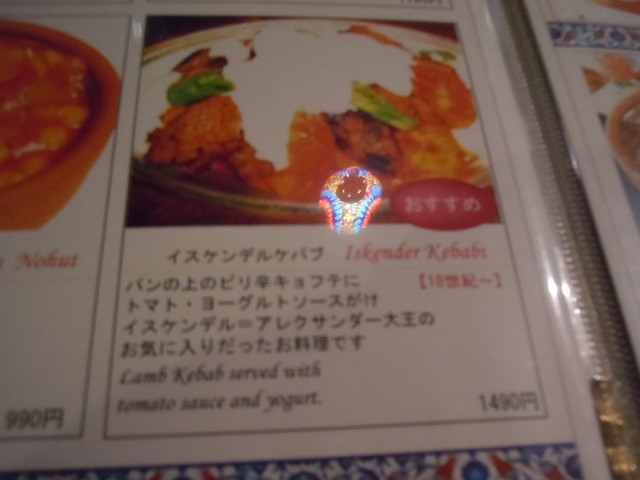 おすすめ
Nohut
イスケンデルケバブ Iskender Kebabı
パンの上のピリ辛キョフテに 【18世紀~】
トマト・ヨーグルトソースがけ
イスケンデル=アレクサンダー大王の
お気に入りだったお料理です
Lamb Kebab served with
tomato sauce and yogurt.
1490円
990円